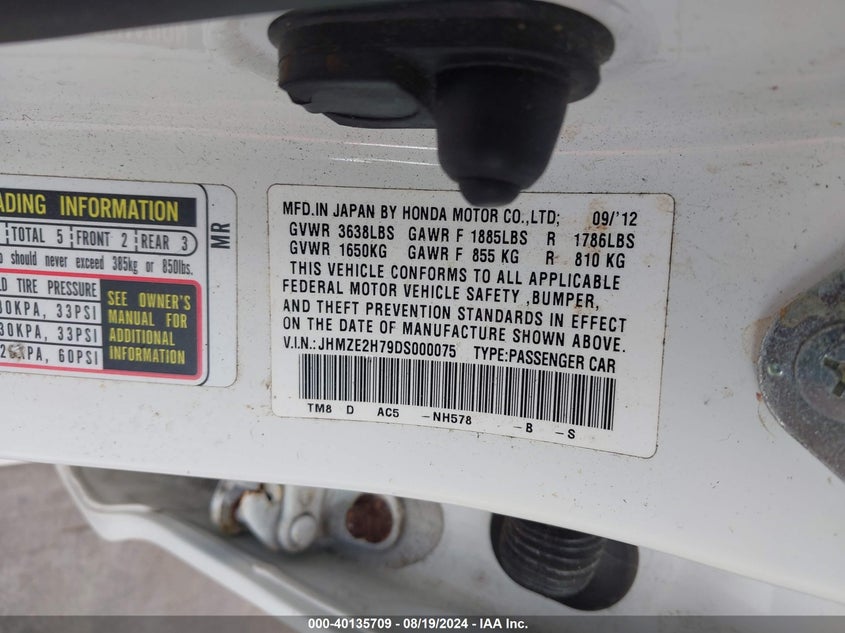 ADING INFORMATION
TOTAL 5 FRONT 2 REAR 3
should never exceed 385kg or 850lbs.
TIRE PRESSURE
30KPA, 33PSI
30KPA, 33PSI
60PSI
SEE OWNER'S
MANUAL FOR
ADDITIONAL
INFORMATION
MR
MFD.IN JAPAN BY HONDA MOTOR CO.,LTD; 09/'12
GVWR 3638LBS GAWR F 1885LBS R 1786LBS
GVWR 1650KG GAWR F 855 KG R 810 KG
THIS VEHICLE CONFORMS TO ALL APPLICABLE
FEDERAL MOTOR VEHICLE SAFETY ,BUMPER,
AND THEFT PREVENTION STANDARDS IN EFFECT
ON THE DATE OF MANUFACTURE SHOWN ABOVE.
V.I.N.: JHMZE2H79DS000075 TYPE:PASSENGER CAR
TM8 D AC5 -NH578 -B -S
000-40135709 - 08/19/2024 - IAA Inc.